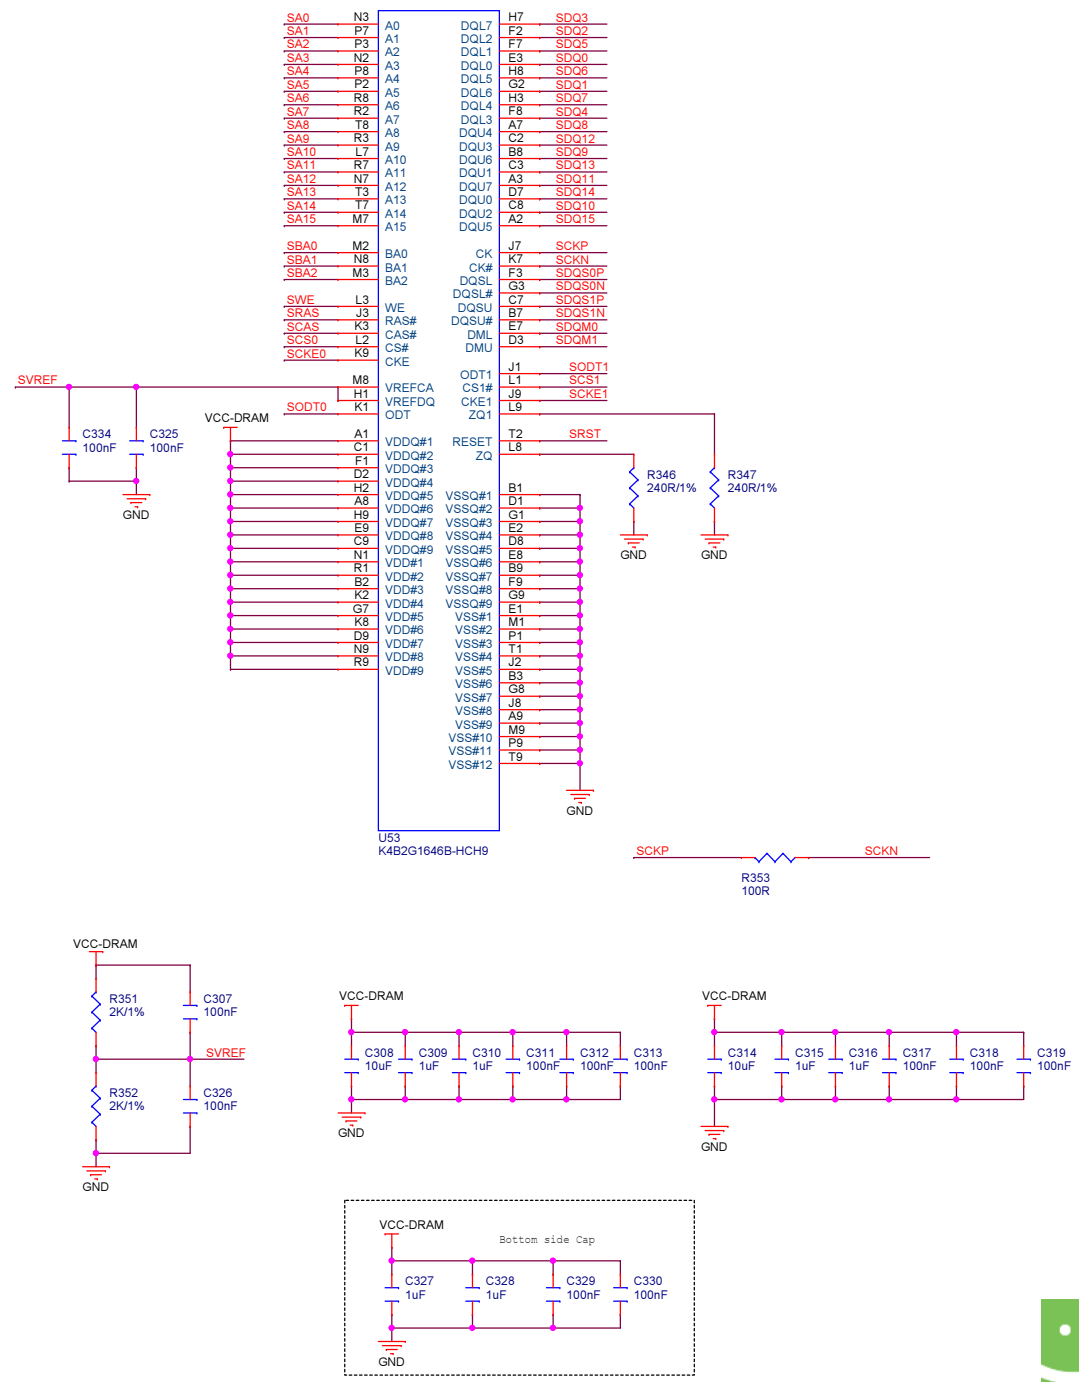 SA0 N3 A0 DQL7 H7 SDQ3
SA1 P7 A1 DQL2 F2 SDQ2
SA2 P3 A2 DQL1 F7 SDQ5
SA3 N2 A3 DQL0 E3 SDQ0
SA4 P8 A4 DQL5 H8 SDQ6
SA5 P2 A5 DQL6 G2 SDQ1
SA6 R8 A6 DQL4 H3 SDQ7
SA7 R2 A7 DQL3 F8 SDQ4
SA8 T8 A8 DQU4 A7 SDQ8
SA9 R3 A9 DQU3 C2 SDQ12
SA10 L7 A10 DQU6 B8 SDQ9
SA11 R7 A11 DQU1 C3 SDQ13
SA12 N7 A12 DQU7 A3 SDQ11
SA13 T3 A13 DQU0 D7 SDQ14
SA14 T7 A14 DQU2 C8 SDQ10
SA15 M7 A15 DQU5 A2 SDQ15
SBA0 M2 BA0 CK J7 SCKP
SBA1 N8 BA1 CK# K7 SCKN
SBA2 M3 BA2 DQSL F3 SDQS0P
DQSL# G3 SDQS0N
SWE L3 WE DQSU C7 SDQS1P
SRAS J3 RAS# DQSU# B7 SDQS1N
SCAS K3 CAS# DML E7 SDQM0
SCS0 L2 CS# DMU D3 SDQM1
SCKE0 K9 CKE
ODT1 J1 SODT1
SVREF M8 VREFCA CS1# L1 SCS1
H1 VREFDQ CKE1 J9 SCKE1
SODT0 K1 ODT ZQ1 L9
VCC-DRAM
C334 100nF
C325 100nF
GND
A1 VDDQ#1 RESET T2 SRST
C1 VDDQ#2 ZQ L8
F1 VDDQ#3
D2 VDDQ#4
H2 VDDQ#5 VSSQ#1 B1
A8 VDDQ#6 VSSQ#2 D1
H9 VDDQ#7 VSSQ#3 G1
E9 VDDQ#8 VSSQ#4 E2
C9 VDDQ#9 VSSQ#5 D8
N1 VDD#1 VSSQ#6 E8
R1 VDD#2 VSSQ#7 B9
B2 VDD#3 VSSQ#8 F9
K2 VDD#4 VSSQ#9 G9
G7 VDD#5 VSS#1 E1
K8 VDD#6 VSS#2 M1
D9 VDD#7 VSS#3 P1
N9 VDD#8 VSS#4 T1
R9 VDD#9 VSS#5 J2
VSS#6 B3
VSS#7 G8
VSS#8 J8
VSS#9 A9
VSS#10 M9
VSS#11 P9
VSS#12 T9
R346 R347
240R/1% 240R/1%
GND GND
GND
U53
K4B2G1646B-HCH9
SCKP SCKN
R353
100R
VCC-DRAM
R351 C307
2K/1% 100nF
SVREF
R352 C326
2K/1% 100nF
GND
VCC-DRAM
C308 C309 C310 C311 C312 C313
10uF 1uF 1uF 100nF 100nF 100nF
GND
VCC-DRAM
C314 C315 C316 C317 C318 C319
10uF 1uF 1uF 100nF 100nF 100nF
GND
VCC-DRAM
Bottom side Cap
C327 C328 C329 C330
1uF 1uF 100nF 100nF
GND